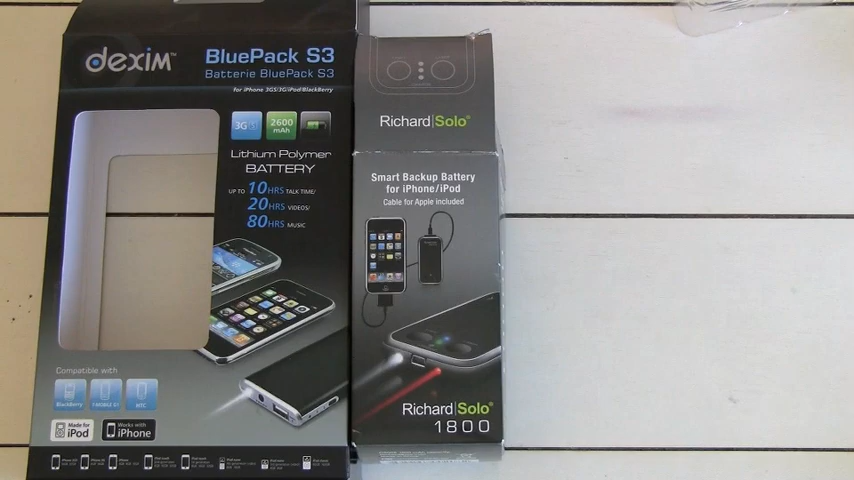 dexim™
BluePack S3
Batterie BluePack S3
for iPhone 3GS/3G/iPod/BlackBerry
3G S
2600
mAh
Lithium Polymer
BATTERY
UP TO 10HRS TALK TIME/
20HRS VIDEOS/
80HRS MUSIC
Compatible with
BlackBerry
HTC
Made for
iPod
Works with
iPhone
Richard|Solo®
Smart Backup Battery
for iPhone/iPod
Cable for Apple included
Richard|Solo®
1800